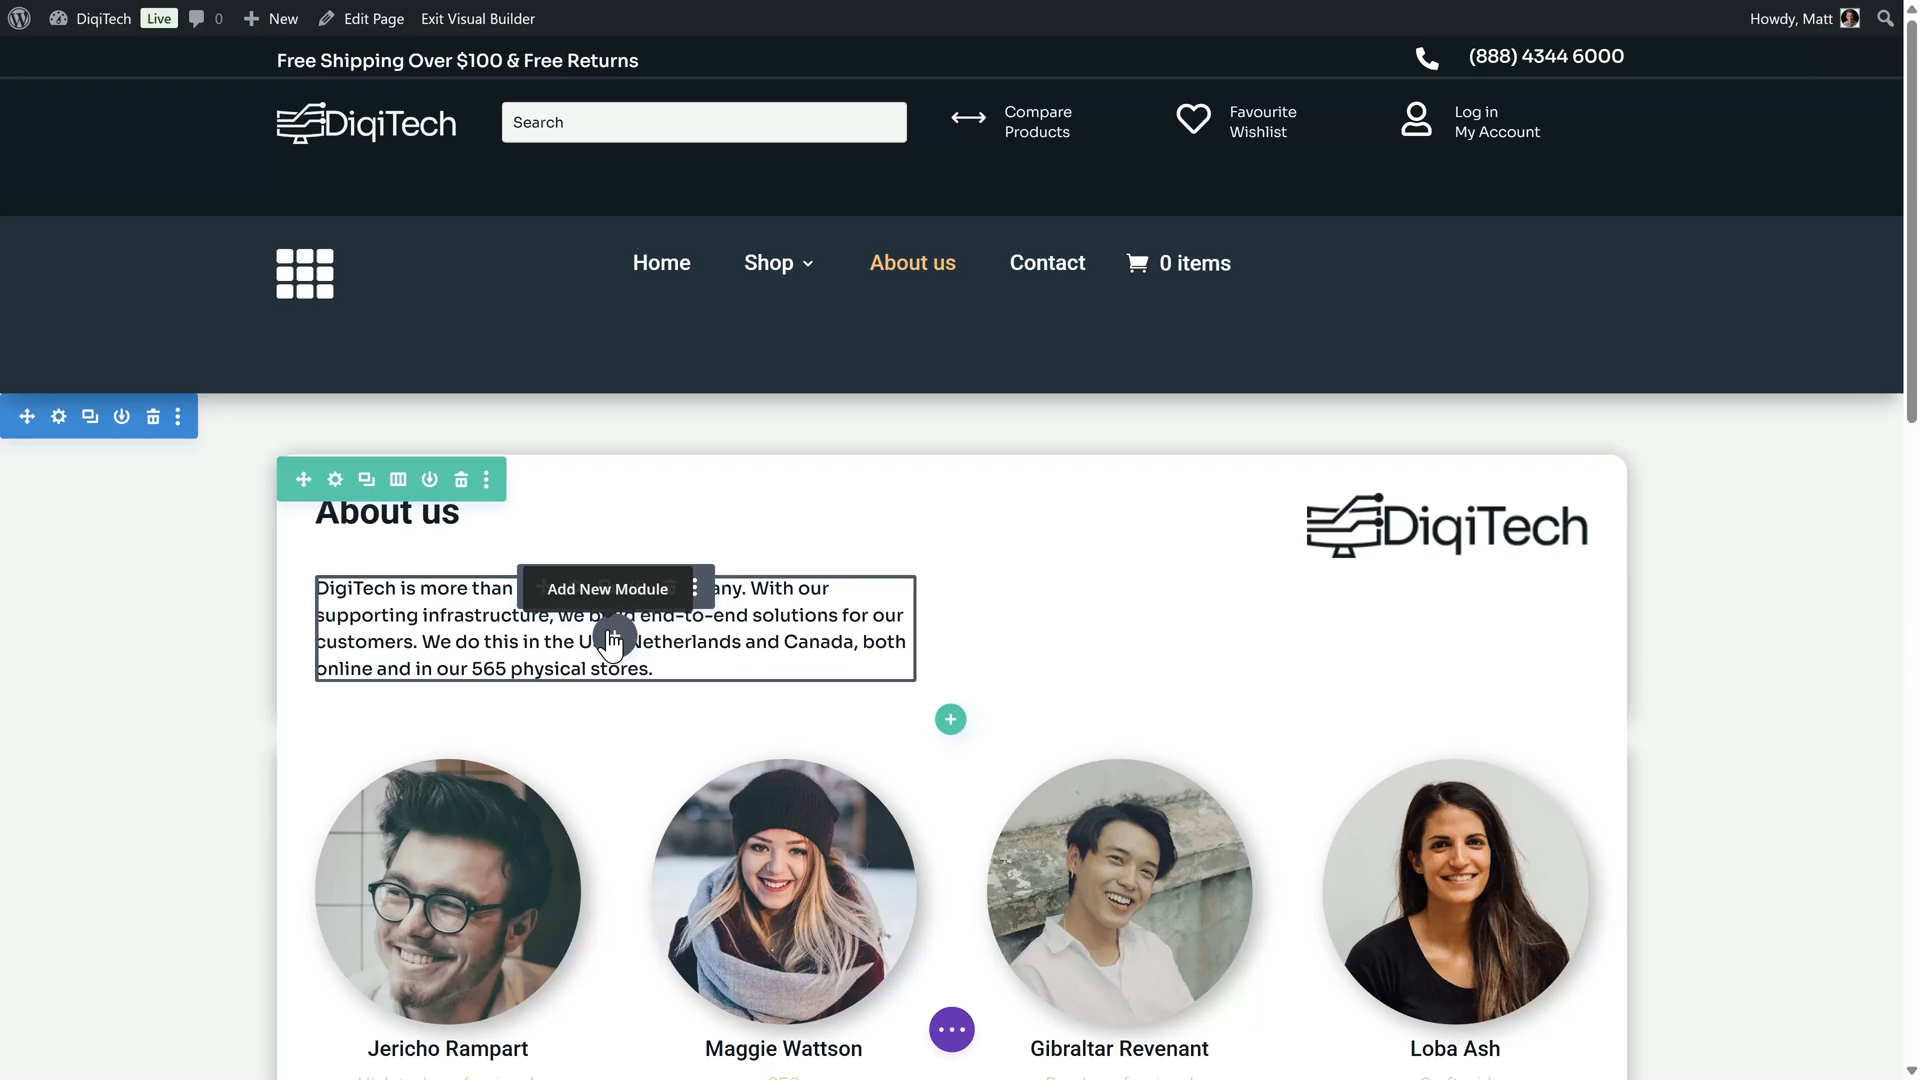 DiqiTech Live 0 New Edit Page Exit Visual Builder Howdy, Matt
Free Shipping Over $100 & Free Returns (888) 4344 6000
DiqiTech
Search
Compare
Products
Favourite
Wishlist
Log in
My Account
Home Shop About us Contact 0 items
About us
DiqiTech
Add New Module
DigiTech is more than any. With our
supporting infrastructure, we build end-to-end solutions for our
customers. We do this in the Netherlands and Canada, both
online and in our 565 physical stores.
Jericho Rampart Maggie Wattson Gibraltar Revenant Loba Ash